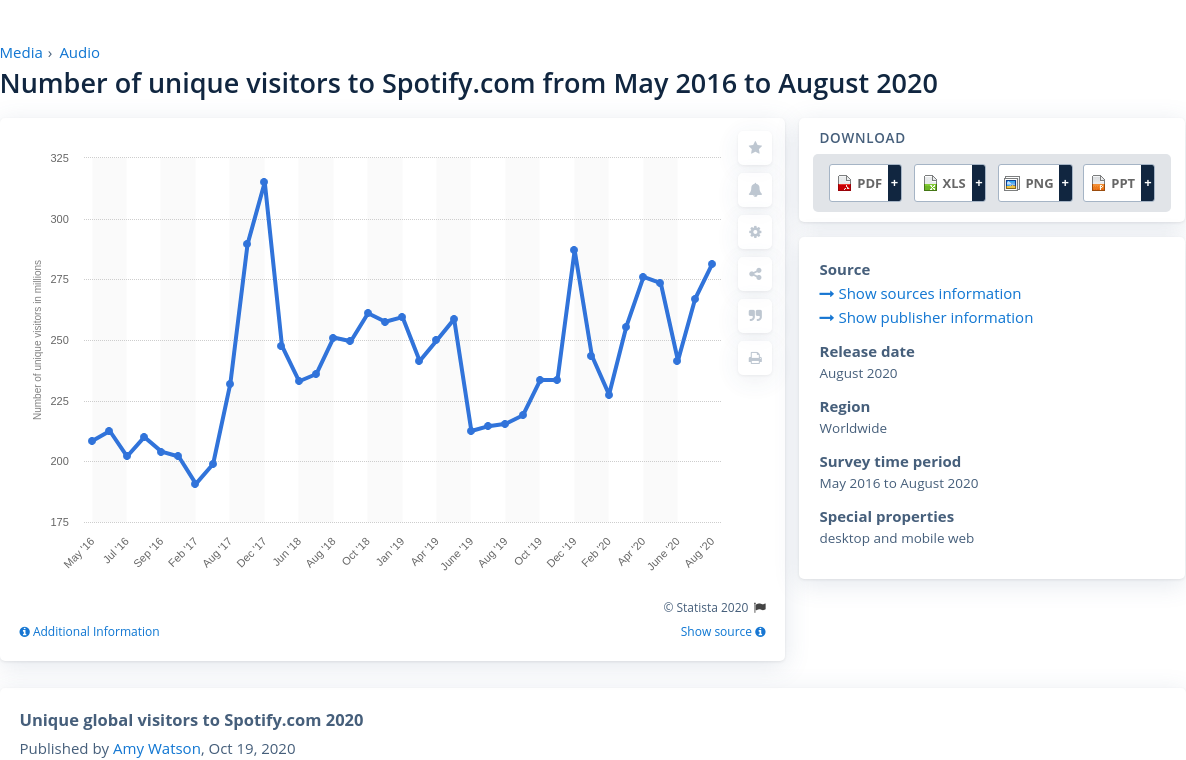 Media › Audio
Number of unique visitors to Spotify.com from May 2016 to August 2020
325
300
275
250
225
200
175
Number of unique visitors in millions
May '16
Jul '16
Sep '16
Feb '17
Aug '17
Dec '17
Jun '18
Aug '18
Oct '18
Jan '19
Apr '19
June '19
Aug '19
Oct '19
Dec '19
Feb '20
Apr '20
June '20
Aug '20
© Statista 2020
Additional Information
Show source
DOWNLOAD
PDF + XLS + PNG + PPT +
Source
Show sources information
Show publisher information
Release date
August 2020
Region
Worldwide
Survey time period
May 2016 to August 2020
Special properties
desktop and mobile web
Unique global visitors to Spotify.com 2020
Published by Amy Watson, Oct 19, 2020